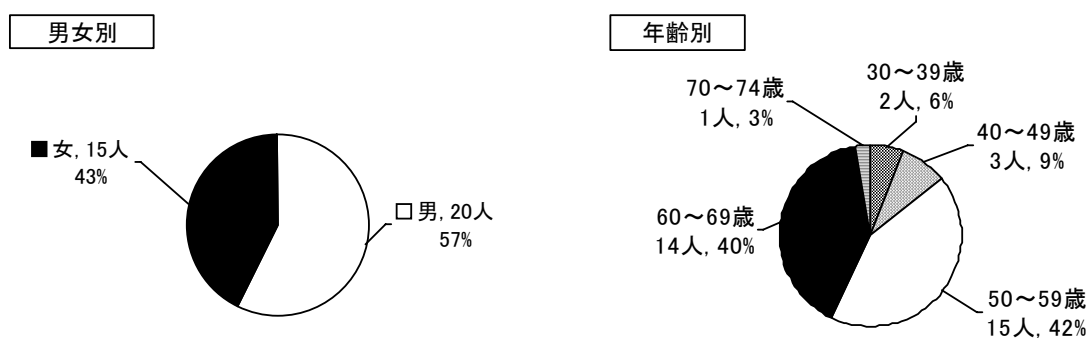 男女別
■女, 15人
43%
□男, 20人
57%
年齢別
70～74歳
1人, 3%
30～39歳
2人, 6%
40～49歳
3人, 9%
60～69歳
14人, 40%
50～59歳
15人, 42%